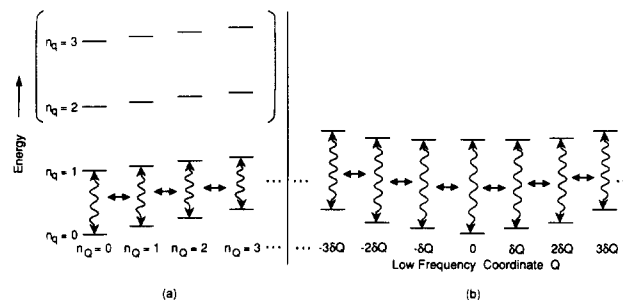 n_q = 3
n_q = 2
Energy
n_q = 1
n_q = 0
n_Q = 0 n_Q = 1 n_Q = 2 n_Q = 3
-3δQ -2δQ -δQ 0 δQ 2δQ 3δQ
Low Frequency Coordinate Q
(a) (b)